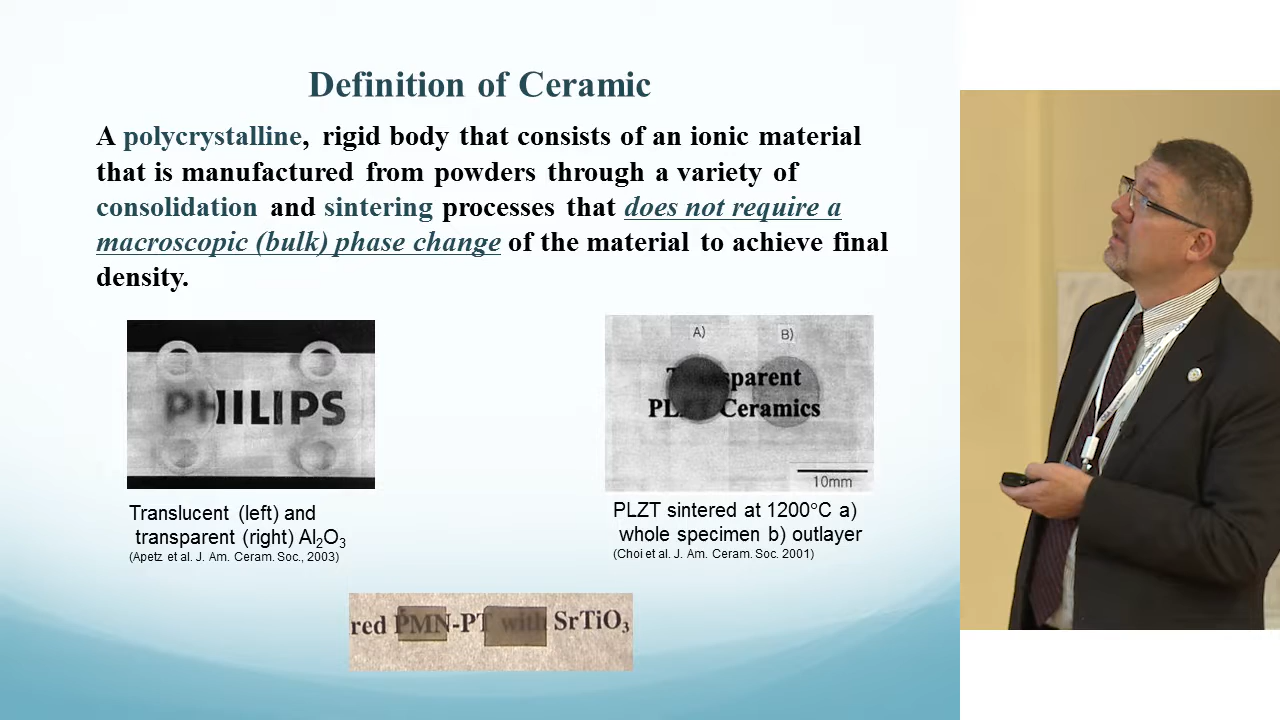 Definition of Ceramic
A polycrystalline, rigid body that consists of an ionic material
that is manufactured from powders through a variety of
consolidation and sintering processes that does not require a
macroscopic (bulk) phase change of the material to achieve final
density.
PHILIPS
Translucent (left) and
transparent (right) Al₂O₃
(Apetz et al. J. Am. Ceram. Soc., 2003)
A) B)
Transparent
PLZT Ceramics
10mm
PLZT sintered at 1200°C a)
whole specimen b) outlayer
(Choi et al. J. Am. Ceram. Soc. 2001)
red PMN-PT with SrTiO₃